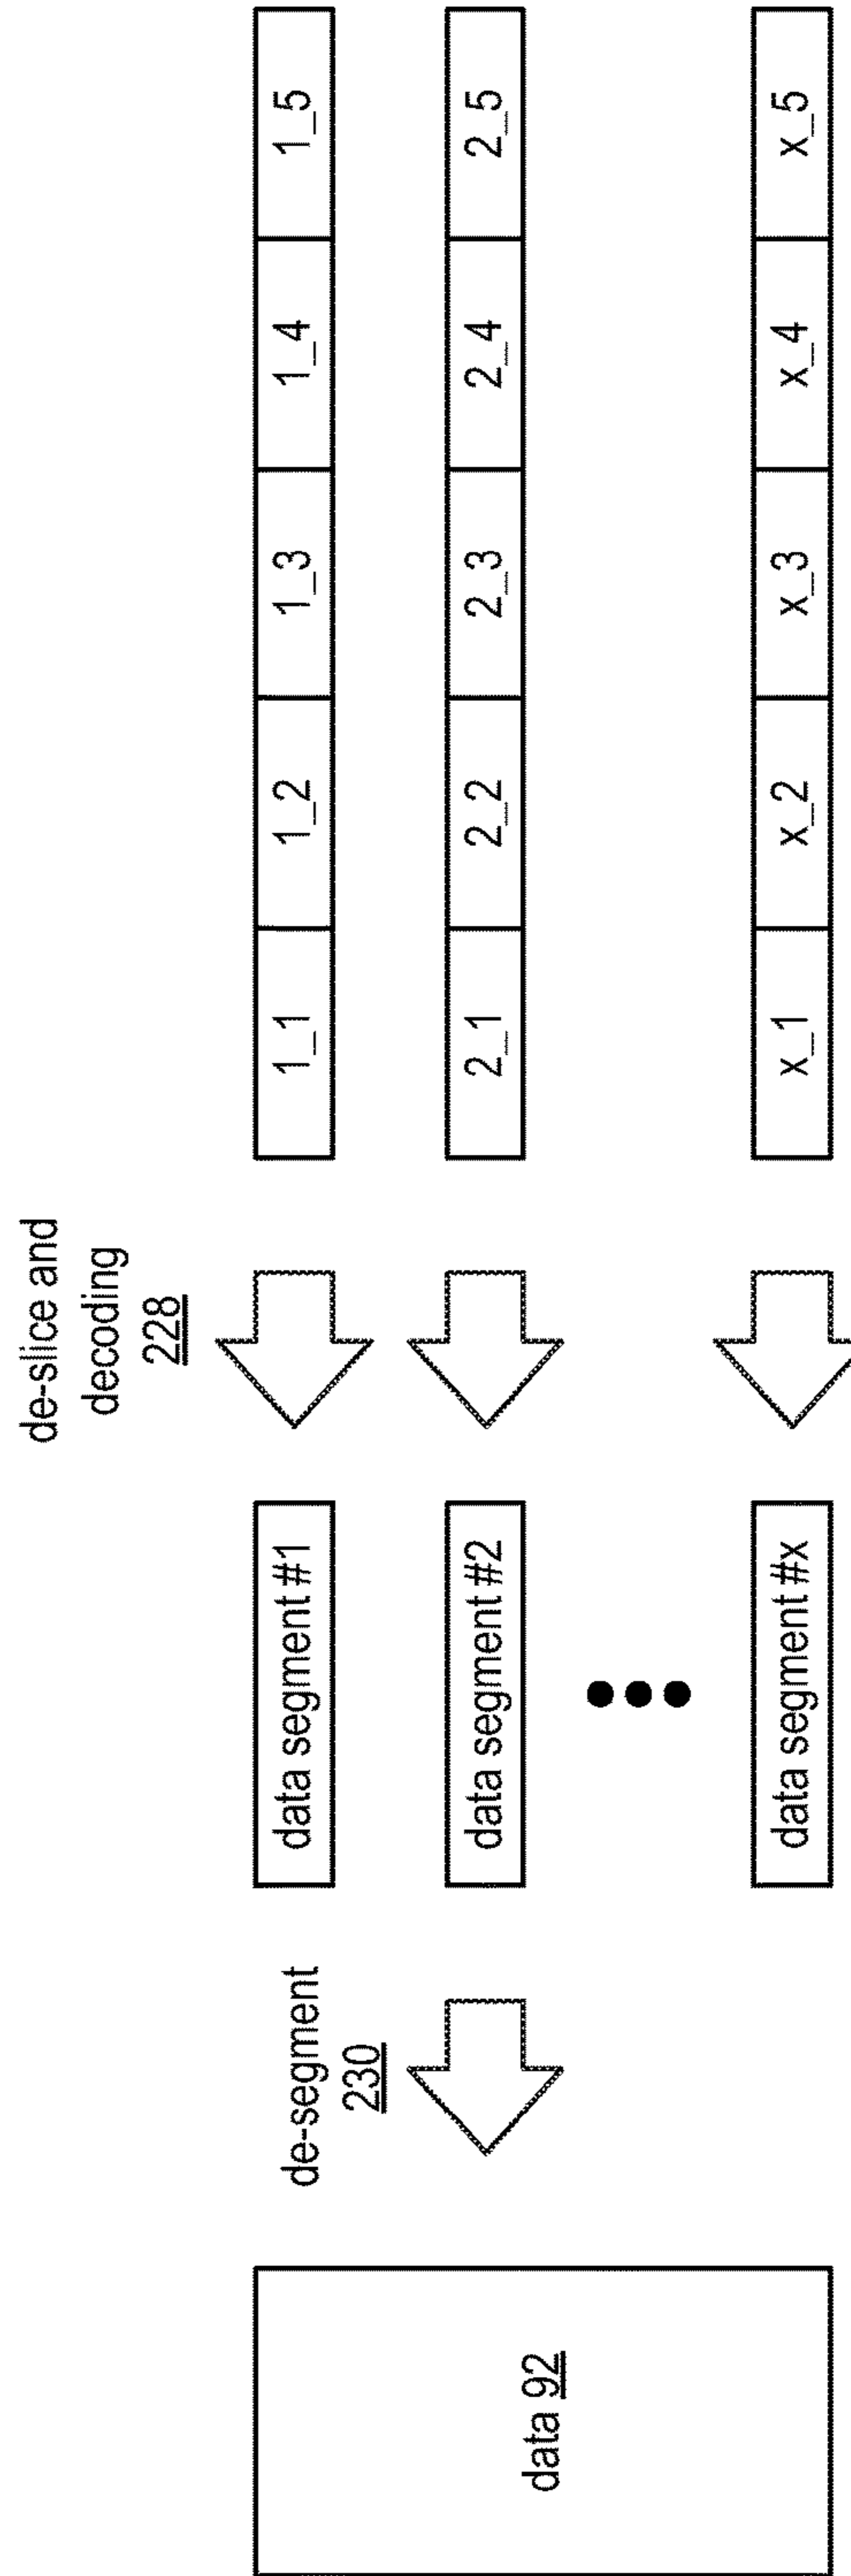 de-slice and
decoding
228
de-segment
230
data 92
data segment #1
1_1
1_2
1_3
1_4
1_5
data segment #2
2_1
2_2
2_3
2_4
2_5
data segment #x
x_1
x_2
x_3
x_4
x_5